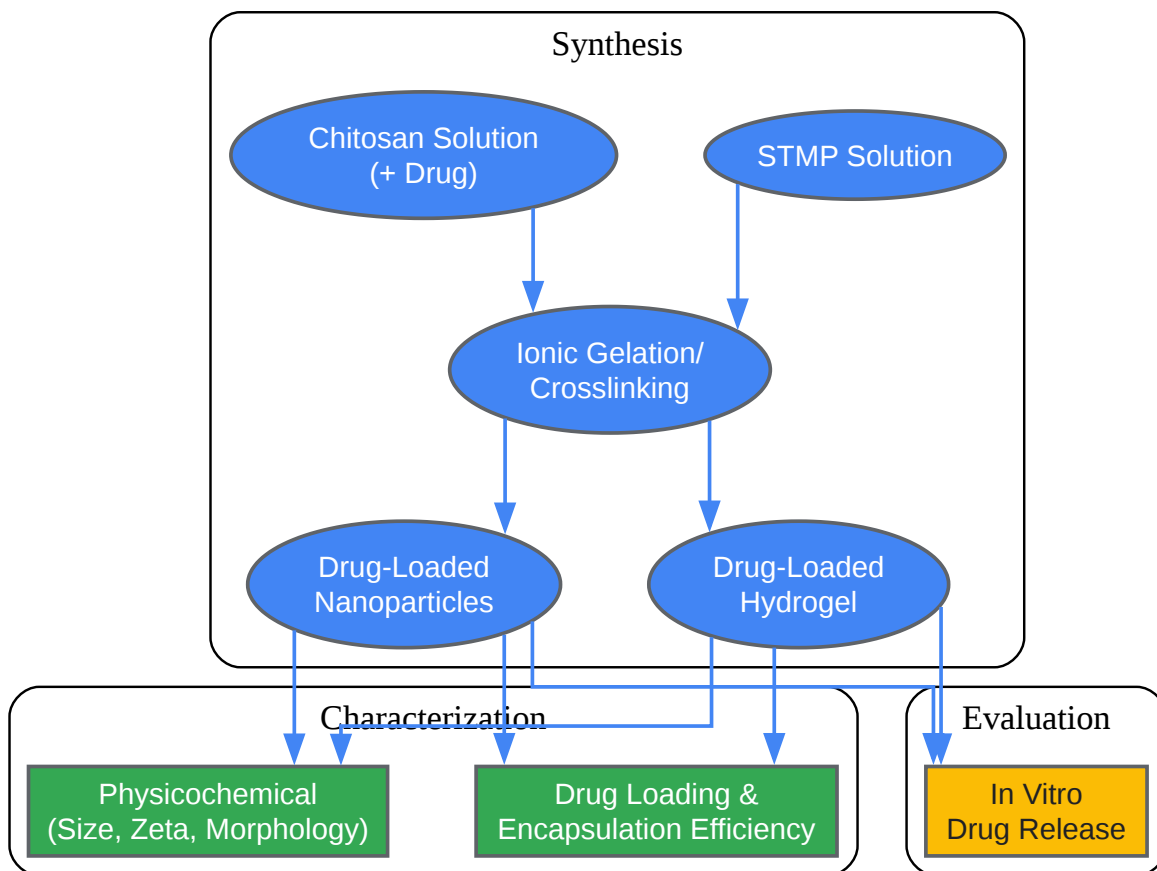 Synthesis
Chitosan Solution
(+ Drug)
STMP Solution
Ionic Gelation/
Crosslinking
Drug-Loaded
Nanoparticles
Drug-Loaded
Hydrogel
Characterization
Evaluation
Physicochemical
(Size, Zeta, Morphology)
Drug Loading &
Encapsulation Efficiency
In Vitro
Drug Release